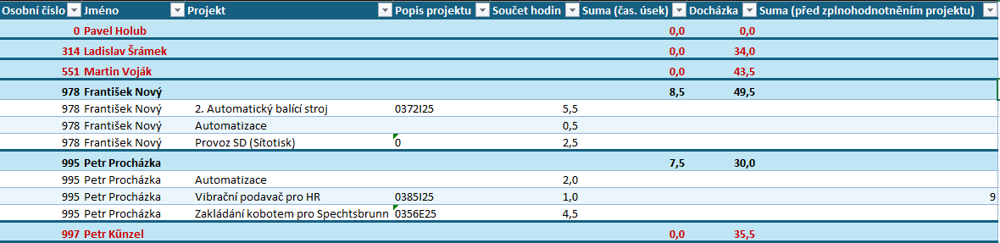 Osobní číslo Jméno Projekt Popis projektu Součet hodin Suma (čas. úsek) Docházka Suma (před zplnohodnotněním projektu)
0 Pavel Holub 0,0 0,0
314 Ladislav Šrámek 0,0 34,0
551 Martin Voják 0,0 43,5
978 František Nový 8,5 49,5
978 František Nový 2. Automatický balící stroj 0372I25 5,5
978 František Nový Automatizace 0,5
978 František Nový Provoz SD (Sítotisk) 0 2,5
995 Petr Procházka 7,5 30,0
995 Petr Procházka Automatizace 2,0
995 Petr Procházka Vibrační podavač pro HR 0385I25 1,0 9
995 Petr Procházka Zakládání kobotem pro Spechtsbrunn 0356E25 4,5
997 Petr Künzel 0,0 35,5